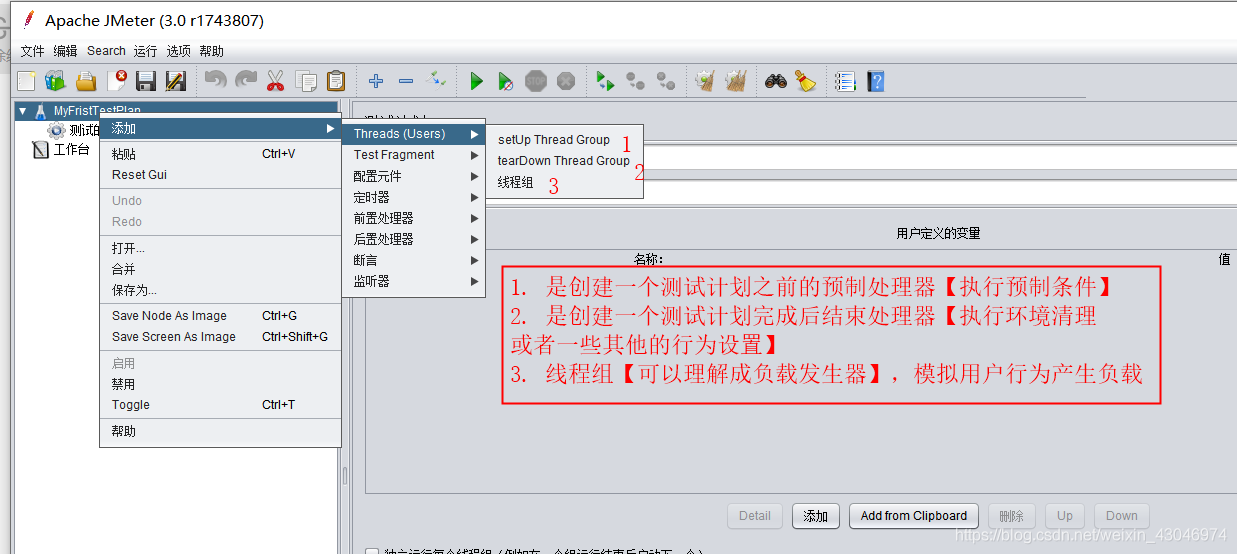 Apache JMeter (3.0 r1743807)
文件 编辑 Search 运行 选项 帮助
MyFristTestPlan
工作台
添加
粘贴 Ctrl+V
Reset Gui
Undo
Redo
打开...
合并
保存为...
Save Node As Image Ctrl+G
Save Screen As Image Ctrl+Shift+G
启用
禁用
Toggle Ctrl+T
帮助
Threads (Users)
Test Fragment
配置元件
定时器
前置处理器
后置处理器
断言
监听器
setUp Thread Group 1
tearDown Thread Group 2
线程组 3
用户定义的变量
名称: 值
1. 是创建一个测试计划之前的预制处理器【执行预制条件】
2. 是创建一个测试计划完成后结束处理器【执行环境清理
或者一些其他的行为设置】
3. 线程组【可以理解成负载发生器】, 模拟用户行为产生负载
Detail 添加 Add from Clipboard 删除 Up Down
https://blog.csdn.net/weixin_43046974